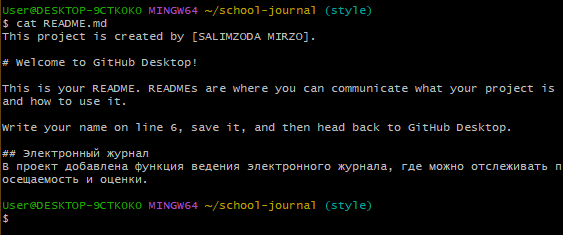 User@DESKTOP-9CTKOKO MINGW64 ~/school-journal (style)
$ cat README.md
This project is created by [SALIMZODA MIRZO].
# Welcome to GitHub Desktop!
This is your README. READMEs are where you can communicate what your project is
and how to use it.
Write your name on line 6, save it, and then head back to GitHub Desktop.
## Электронный журнал
В проект добавлена функция ведения электронного журнала, где можно отслеживать п
осещаемость и оценки.
User@DESKTOP-9CTKOKO MINGW64 ~/school-journal (style)
$